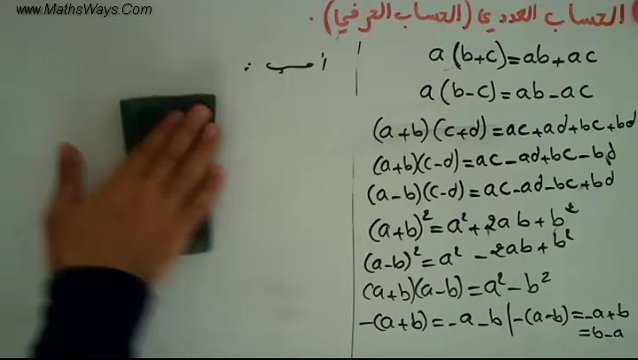 www.MathsWays.Com
الحساب العددي (الحساب الحرفي).
أحسب :
a(b+c)=ab+ac
a(b-c)=ab-ac
(a+b)(c+d)=ac+ad+bc+bd
(a+b)(c-d)=ac-ad+bc-bd
(a-b)(c-d)=ac-ad-bc+bd
(a+b)²=a²+2ab+b²
(a-b)²=a²-2ab+b²
(a+b)(a-b)=a²-b²
-(a+b)=-a-b | -(a-b)=-a+b
=b-a